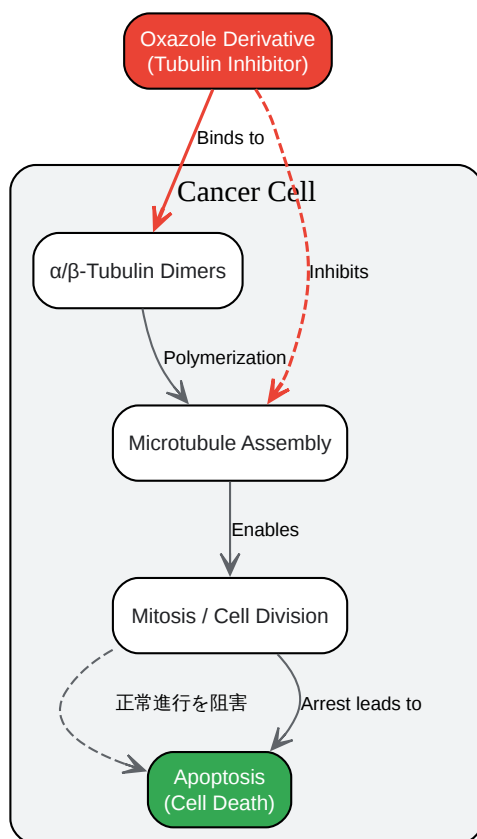 Oxazole Derivative
(Tubulin Inhibitor)
Binds to
Cancer Cell
α/β-Tubulin Dimers
Inhibits
Polymerization
Microtubule Assembly
Enables
Mitosis / Cell Division
正常進行を阻害
Arrest leads to
Apoptosis
(Cell Death)